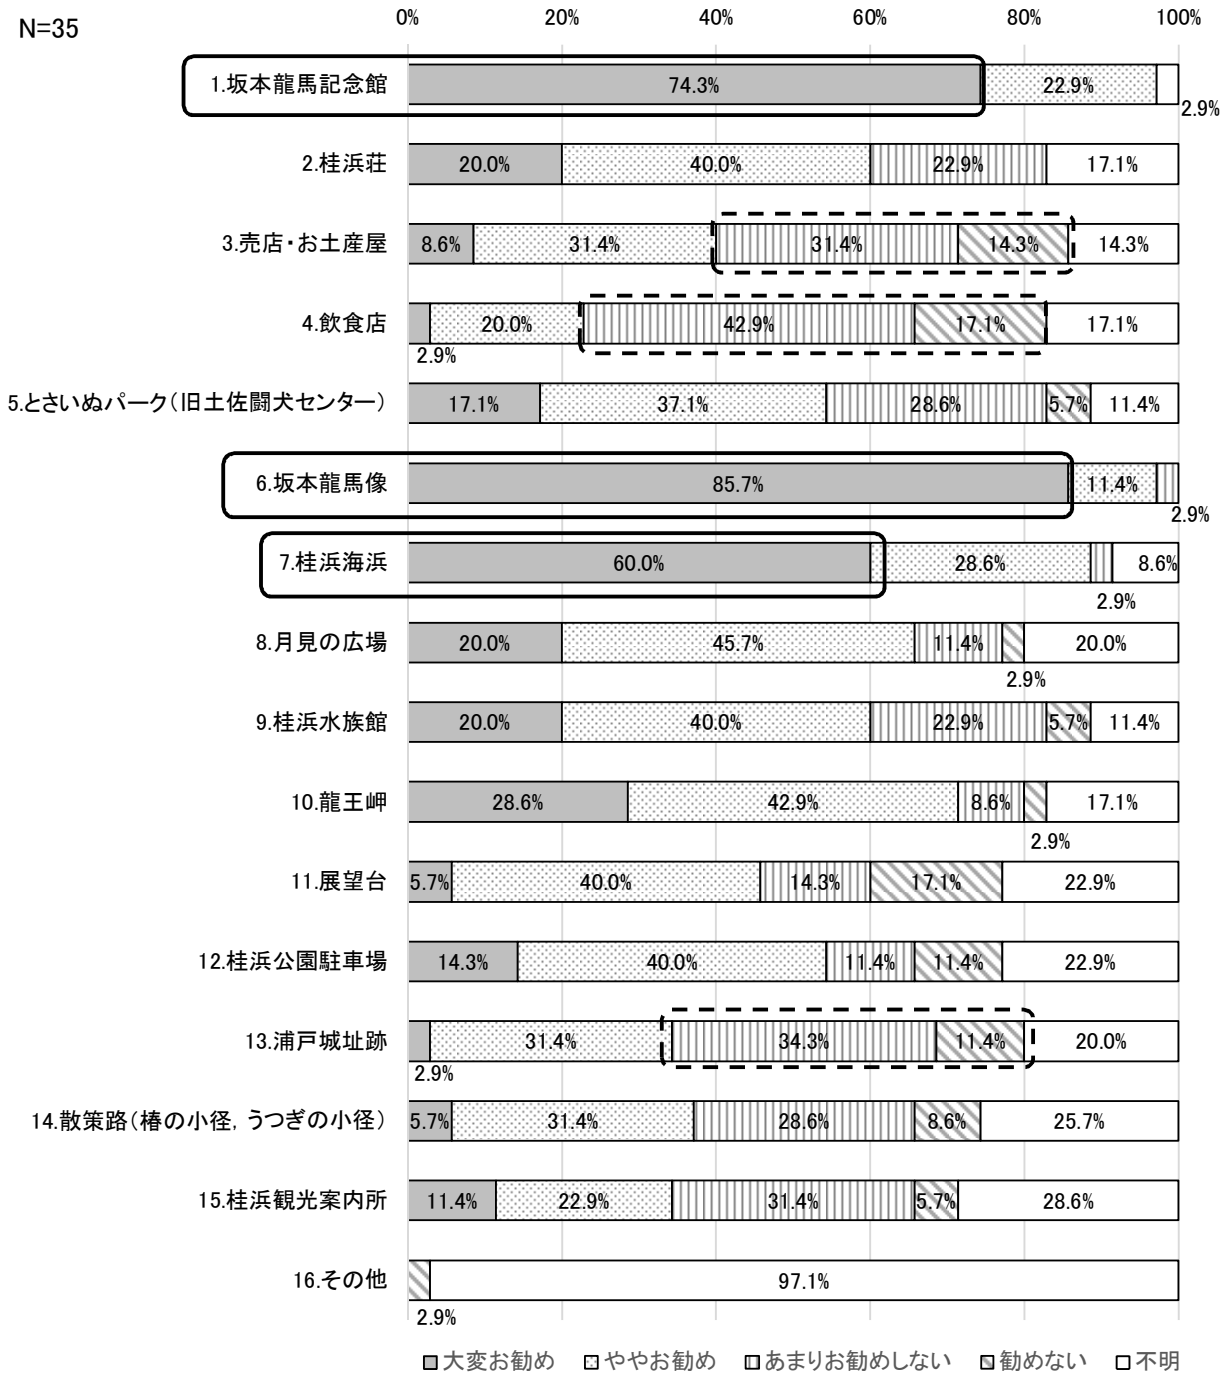 N=35
0% 20% 40% 60% 80% 100%
1.坂本龍馬記念館 74.3% 22.9% 2.9%
2.桂浜荘 20.0% 40.0% 22.9% 17.1%
3.売店・お土産屋 8.6% 31.4% 31.4% 14.3% 14.3%
4.飲食店 2.9% 20.0% 42.9% 17.1% 17.1%
5.とさいぬパーク(旧土佐闘犬センター) 17.1% 37.1% 28.6% 5.7% 11.4%
6.坂本龍馬像 85.7% 11.4% 2.9%
7.桂浜海浜 60.0% 28.6% 2.9% 8.6%
8.月見の広場 20.0% 45.7% 11.4% 2.9% 20.0%
9.桂浜水族館 20.0% 40.0% 22.9% 5.7% 11.4%
10.龍王岬 28.6% 42.9% 8.6% 2.9% 17.1%
11.展望台 5.7% 40.0% 14.3% 17.1% 22.9%
12.桂浜公園駐車場 14.3% 40.0% 11.4% 11.4% 22.9%
13.浦戸城址跡 2.9% 31.4% 34.3% 11.4% 20.0%
14.散策路(椿の小径, うつぎの小径) 5.7% 31.4% 28.6% 8.6% 25.7%
15.桂浜観光案内所 11.4% 22.9% 31.4% 5.7% 28.6%
16.その他 2.9% 97.1%
大変お勧め ややお勧め あまりお勧めしない 勧めない 不明